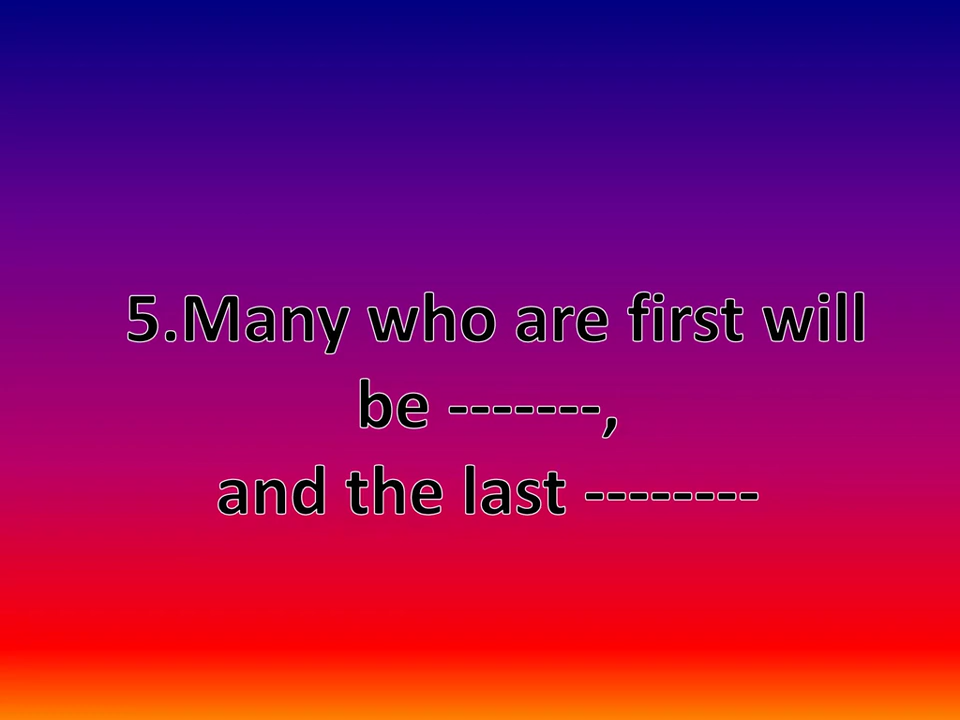 5.Many who are first will
be -------,
and the last --------